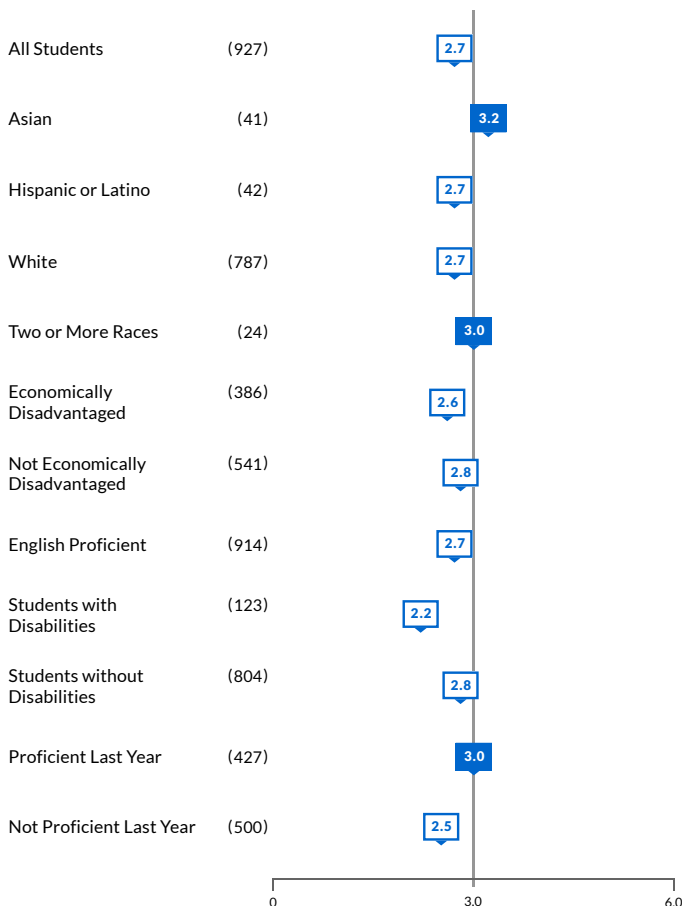 All Students (927) 2.7
Asian (41) 3.2
Hispanic or Latino (42) 2.7
White (787) 2.7
Two or More Races (24) 3.0
Economically (386)
Disadvantaged 2.6
Not Economically (541)
Disadvantaged 2.8
English Proficient (914) 2.7
Students with (123)
Disabilities 2.2
Students without (804)
Disabilities 2.8
Proficient Last Year (427) 3.0
Not Proficient Last Year (500) 2.5
0 3.0 6.0